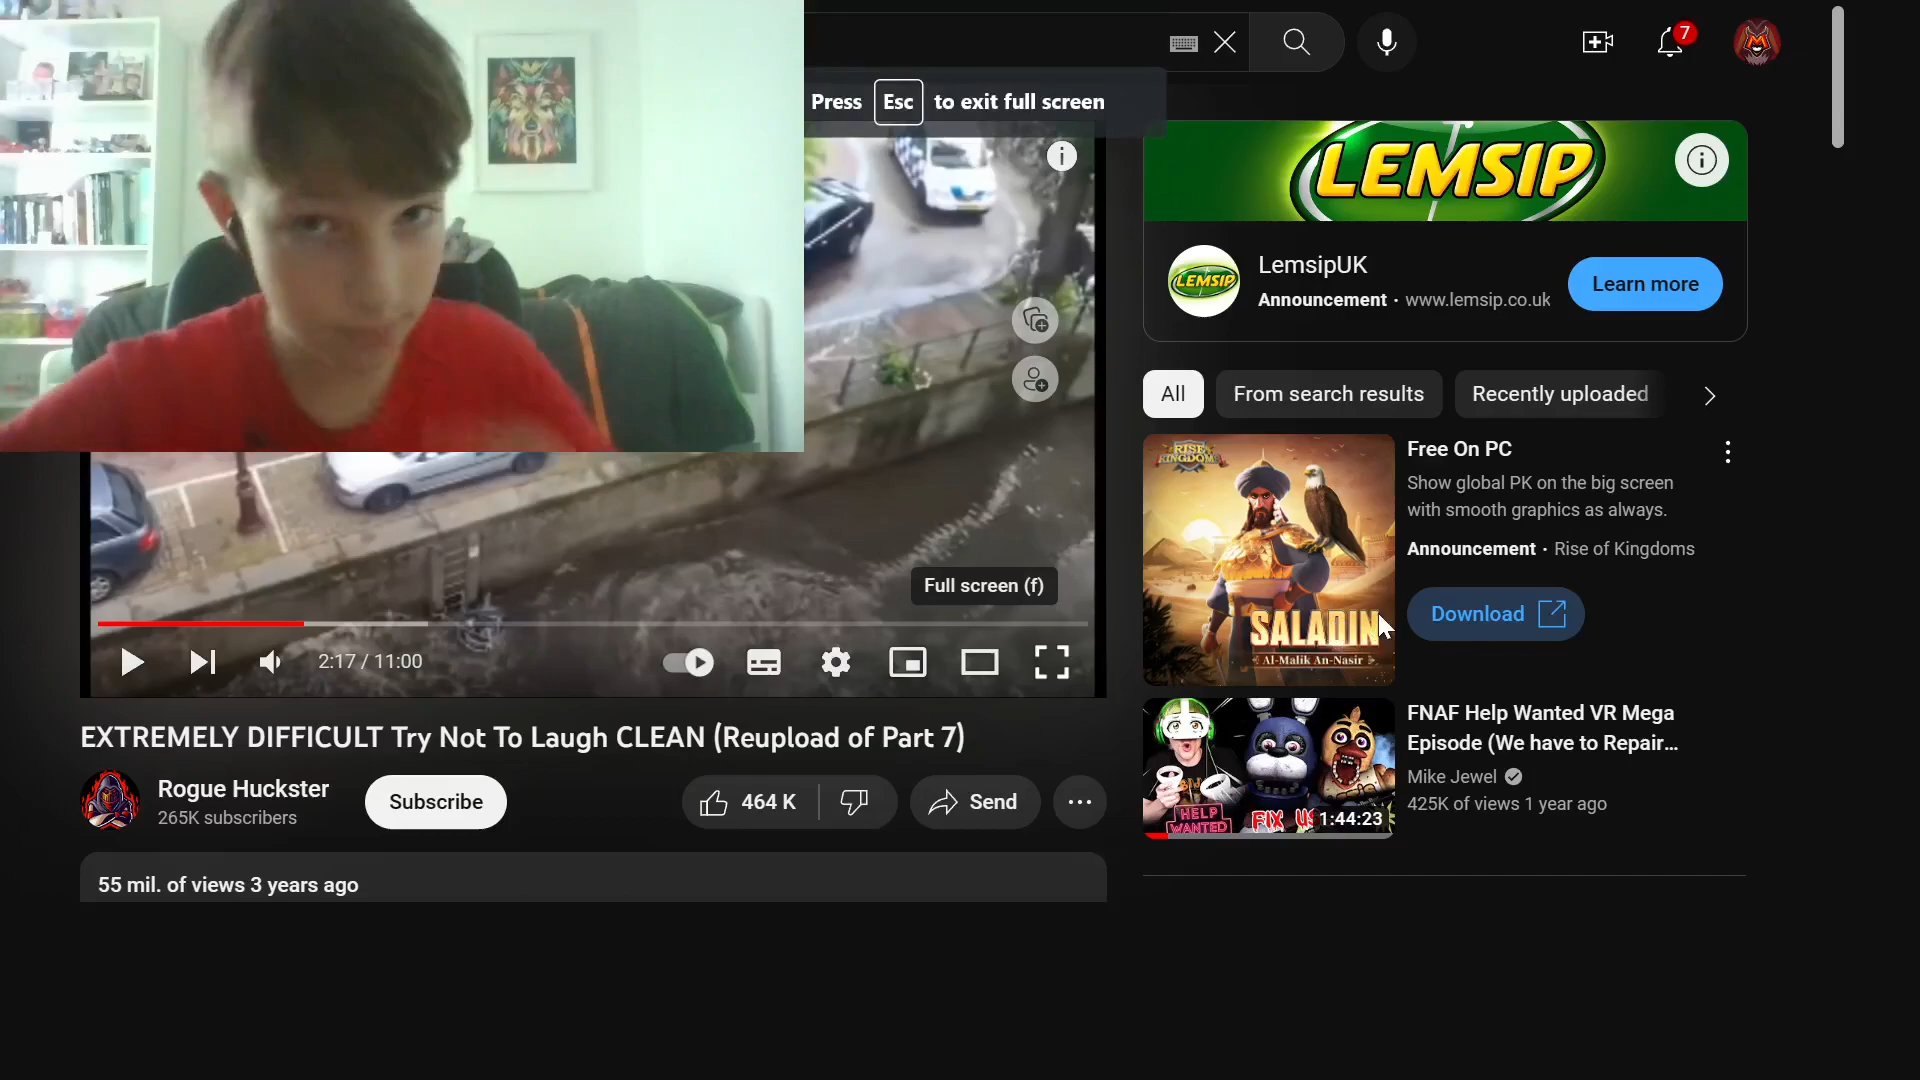 7
Press Esc to exit full screen
LEMSIP
LEMSIP
LemsipUK
Announcement · www.lemsip.co.uk
Learn more
All
From search results
Recently uploaded
RISE
KINGDOMS
SALADIN
Al-Malik An-Nasir
Free On PC
Show global PK on the big screen
with smooth graphics as always.
Announcement · Rise of Kingdoms
Download
Full screen (f)
2:17 / 11:00
EXTREMELY DIFFICULT Try Not To Laugh CLEAN (Reupload of Part 7)
Rogue Huckster
265K subscribers
Subscribe
464 K
Send
55 mil. of views 3 years ago
HELP
WANTED
FIX US
1:44:23
FNAF Help Wanted VR Mega
Episode (We have to Repair...
Mike Jewel
425K of views 1 year ago